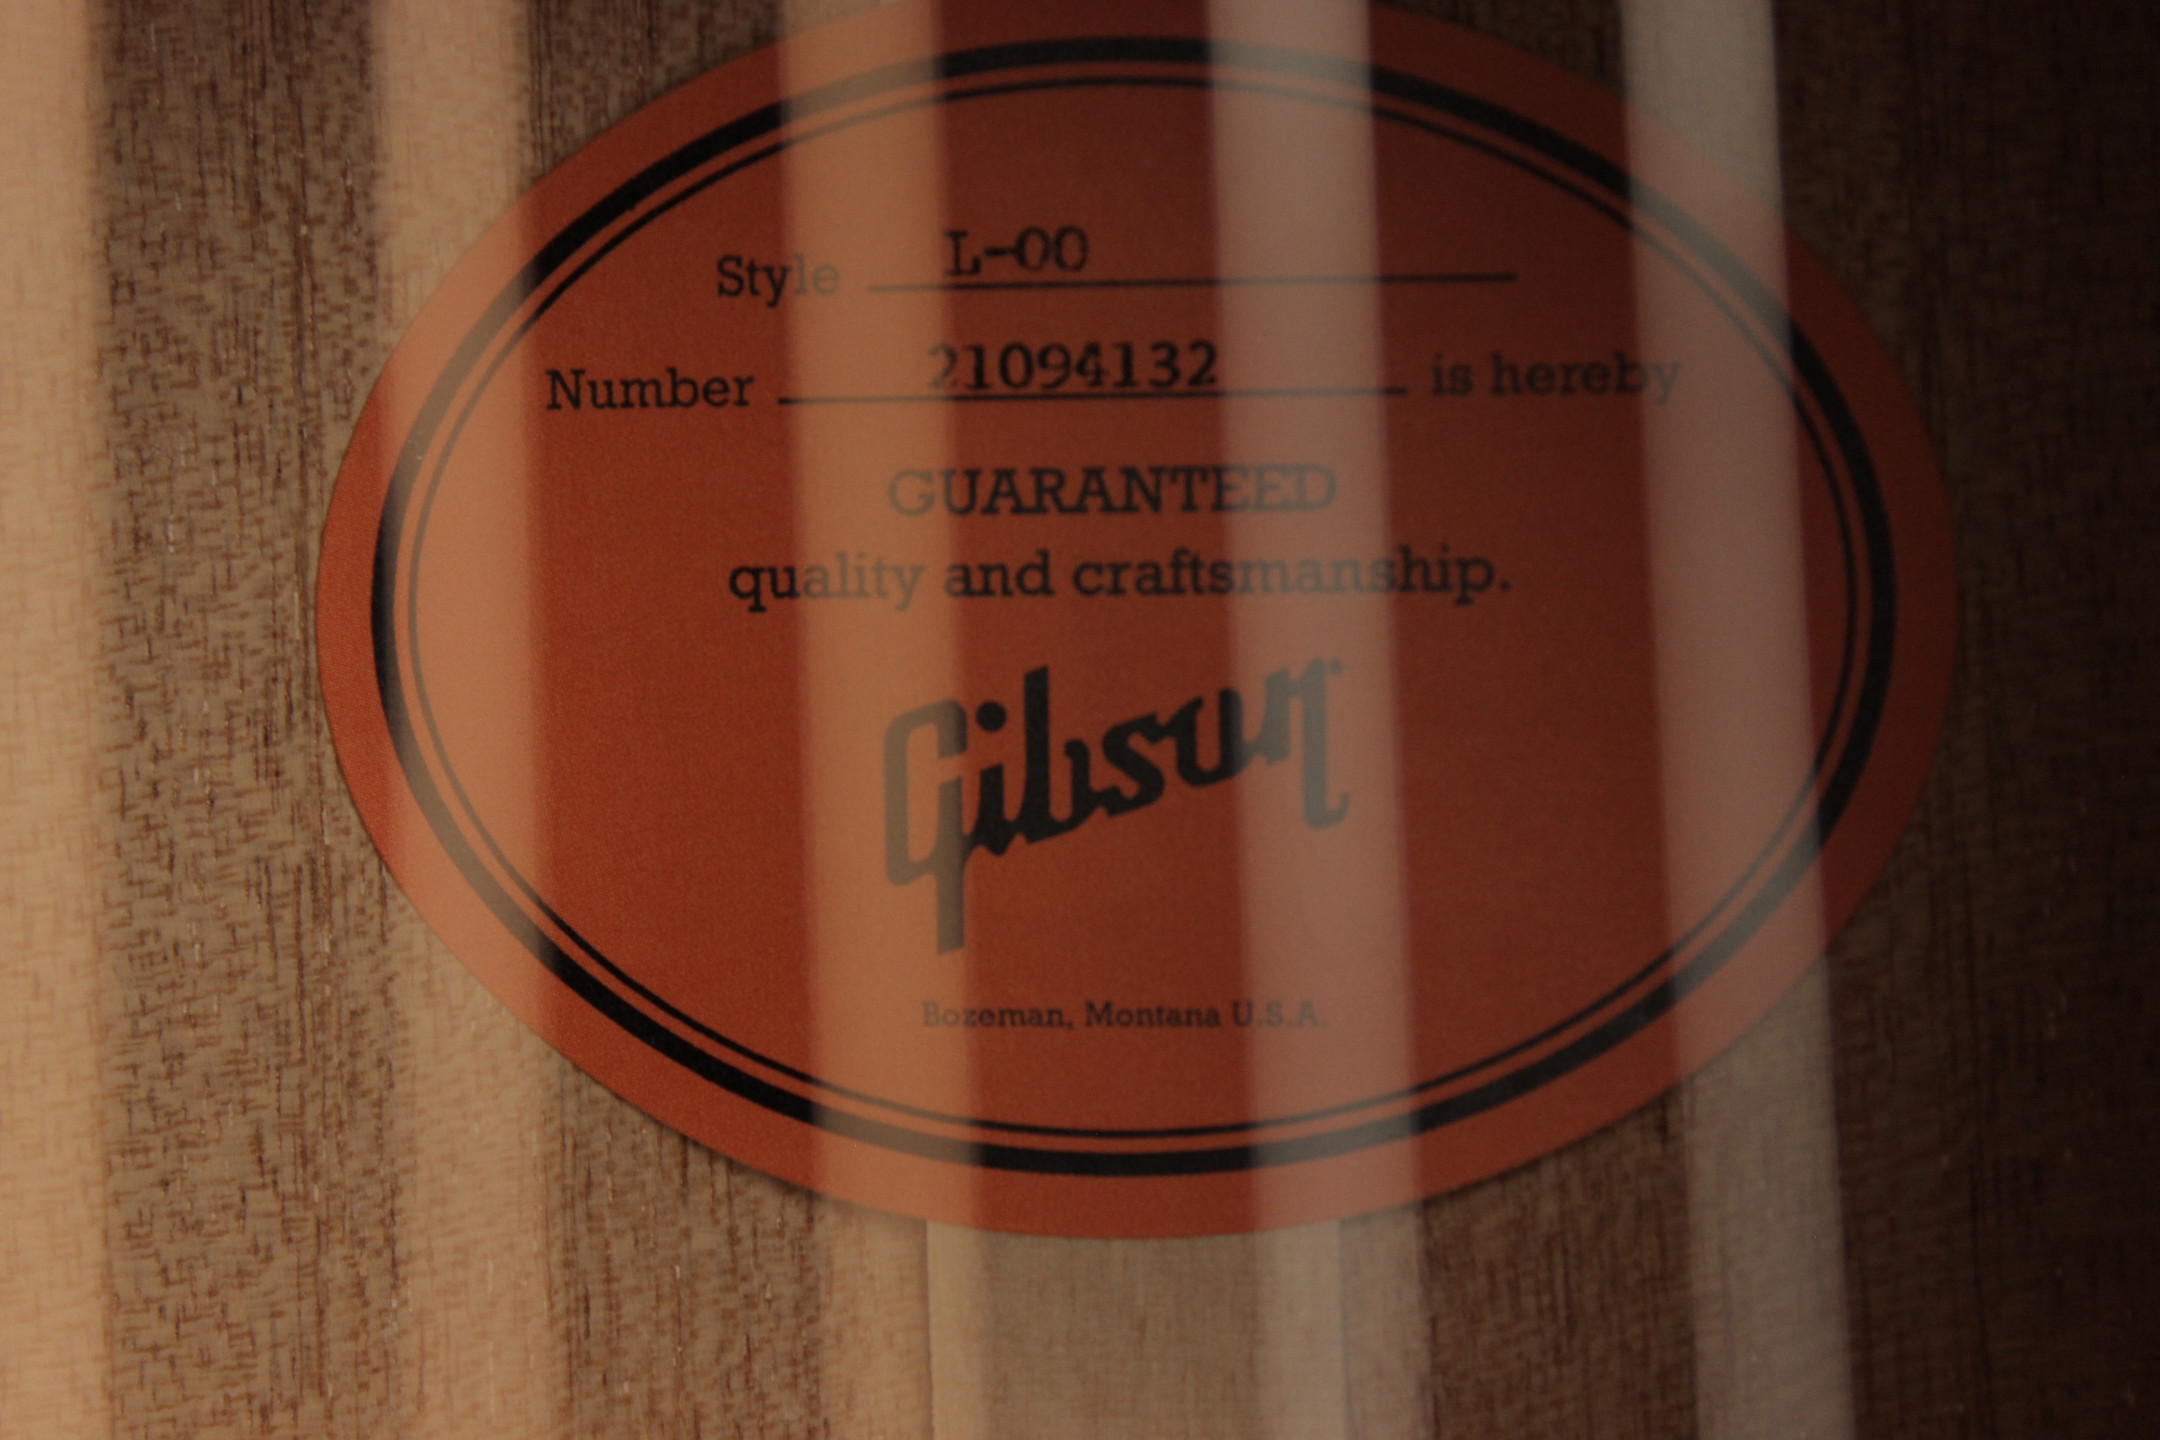 Style L-00
Number 21094132 is hereby
GUARANTEED
quality and craftsmanship.
Gibson
Bozeman, Montana U.S.A.